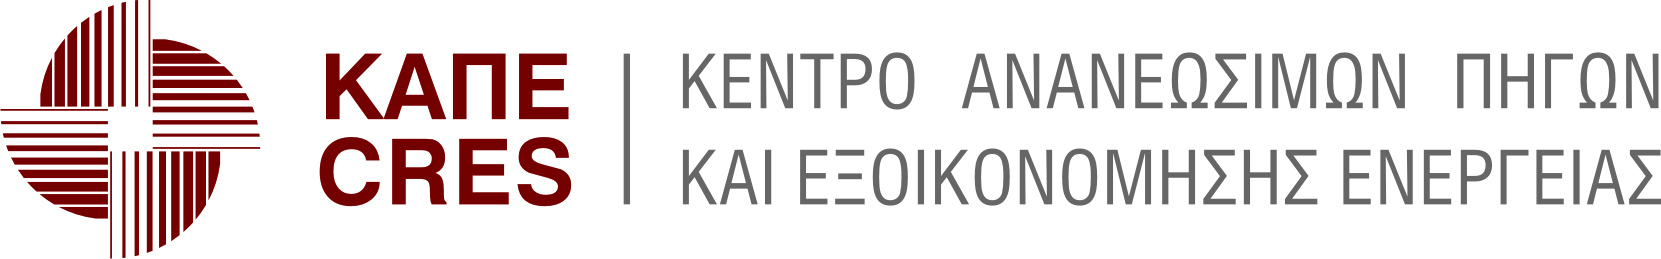 ΚΑΠΕ
CRES
ΚΕΝΤΡΟ ΑΝΑΝΕΩΣΙΜΩΝ ΠΗΓΩΝ
ΚΑΙ ΕΞΟΙΚΟΝΟΜΗΣΗΣ ΕΝΕΡΓΕΙΑΣ